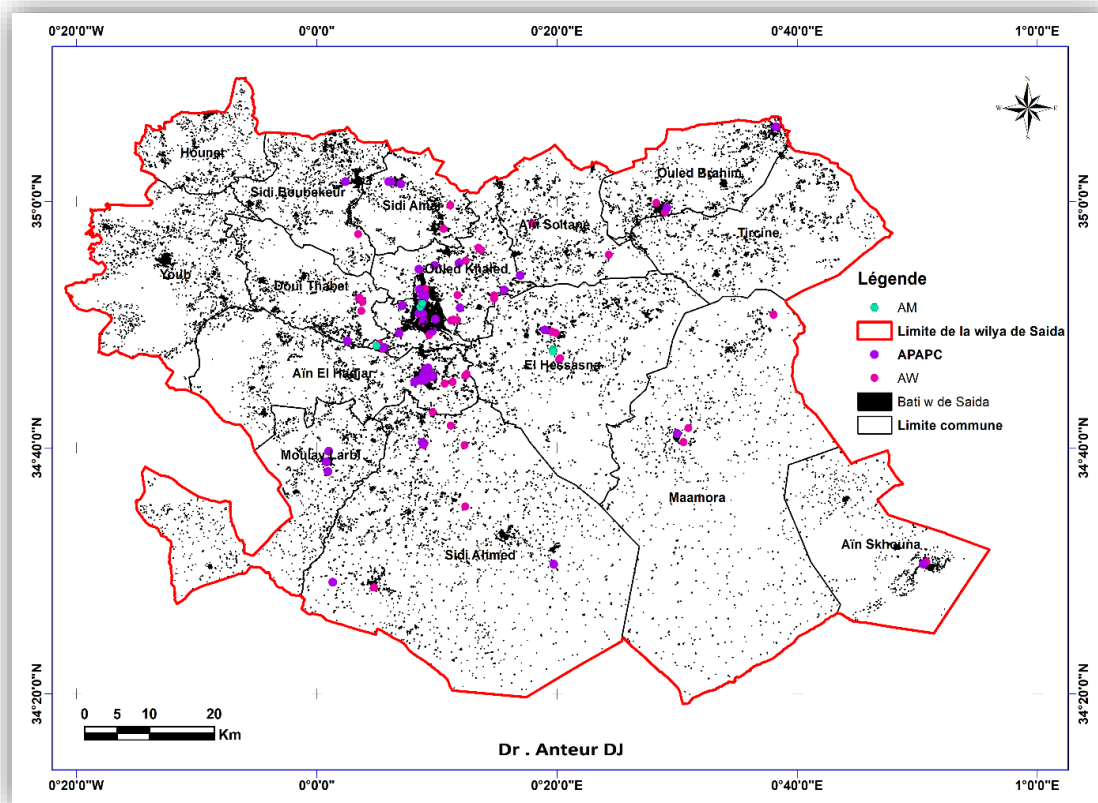 0°20'0"W 0°0'0" 0°20'0"E 0°40'0"E 1°0'0"E
N
W E
S
35°0'0"N 35°0'0"N
34°40'0"N 34°40'0"N
34°20'0"N 34°20'0"N
Hounet
Sidi Boubekeur
Ouled Brahim
Sidi Amar
Aïn Soltane
Tircine
Youb
Ouled Khaled
Doui Thabet
El Hessasna
Aïn El Hadjar
Moulay Larbi
Maamora
Sidi Ahmed
Aïn Skhouna
Légende
AM
Limite de la wilya de Saida
APAPC
AW
Bati w de Saida
Limite commune
0 5 10 20
Km
Dr . Anteur DJ
0°20'0"W 0°0'0" 0°20'0"E 0°40'0"E 1°0'0"E